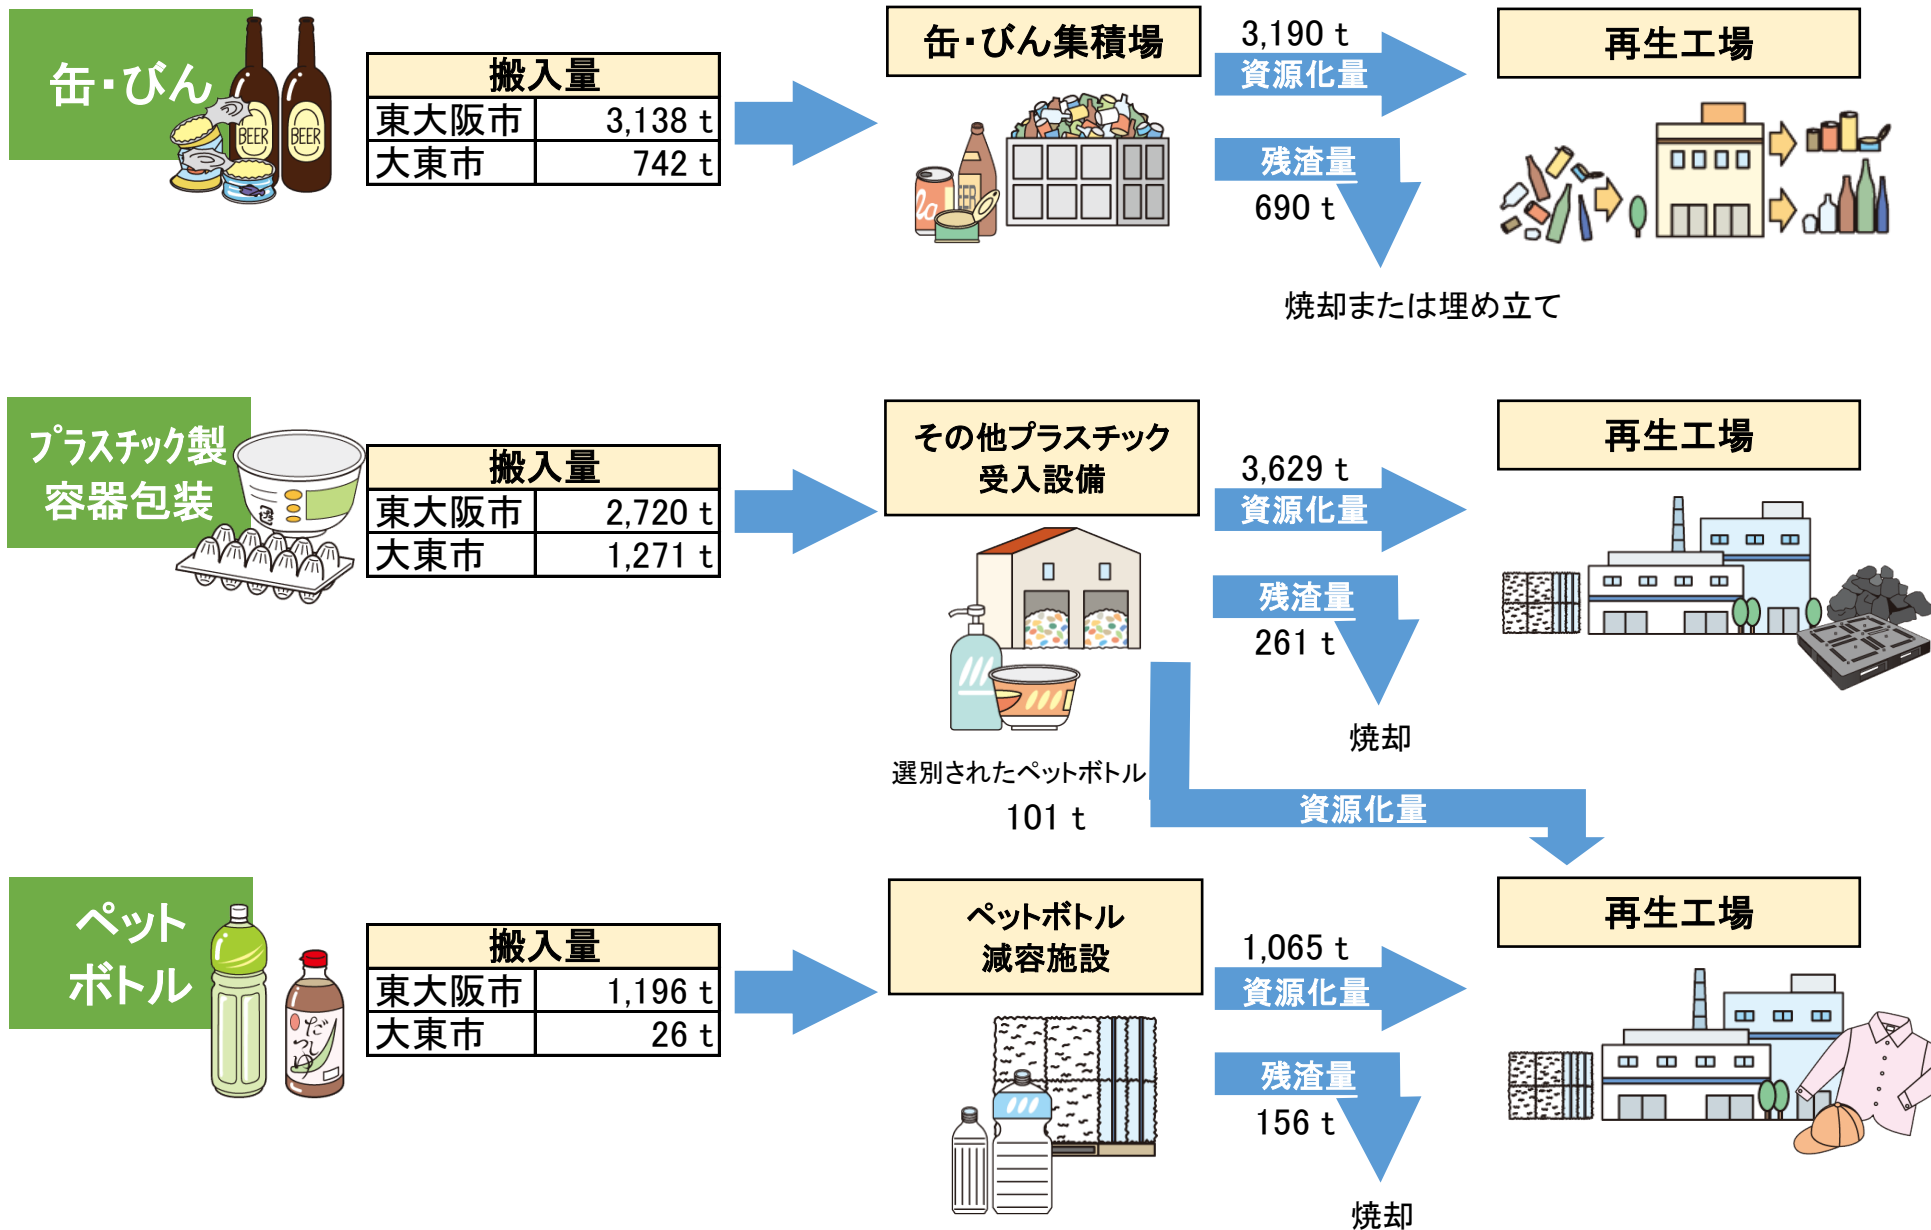 缶・びん
BEER
BEER
搬入量
東大阪市 3,138 t
大東市 742 t
缶・びん集積場
BEER
3,190 t
資源化量
残渣量
690 t
焼却または埋め立て
再生工場
プラスチック製
容器包装
搬入量
東大阪市 2,720 t
大東市 1,271 t
その他プラスチック
受入設備
3,629 t
資源化量
残渣量
261 t
焼却
再生工場
選別されたペットボトル
101 t
資源化量
ペット
ボトル
だしつゆ
搬入量
東大阪市 1,196 t
大東市 26 t
ペットボトル
減容施設
1,065 t
資源化量
残渣量
156 t
焼却
再生工場